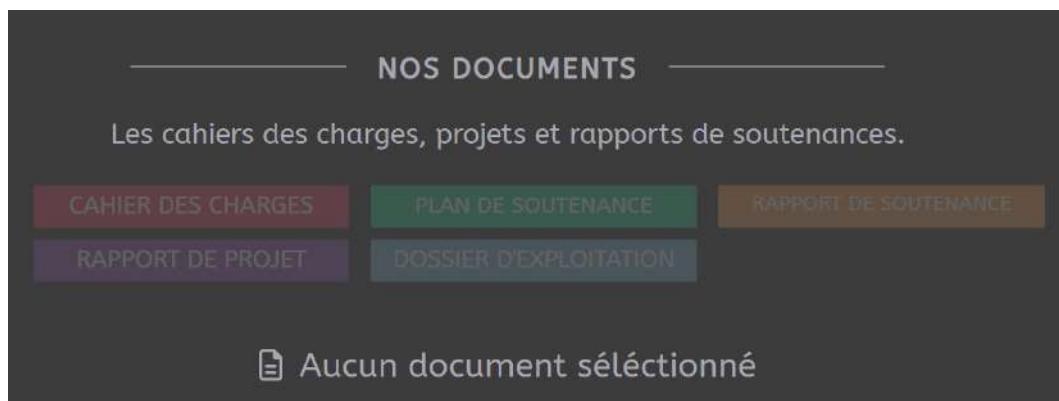 NOS DOCUMENTS
Les cahiers des charges, projets et rapports de soutenances.
CAHIER DES CHARGES PLAN DE SOUTENANCE RAPPORT DE SOUTENANCE
RAPPORT DE PROJET DOSSIER D'EXPLOITATION
Aucun document séléctionné